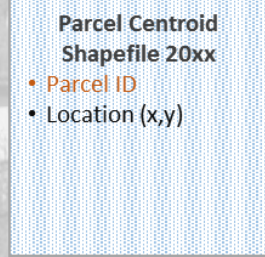 Parcel Centroid
Shapefile 20xx
• Parcel ID
• Location (x,y)